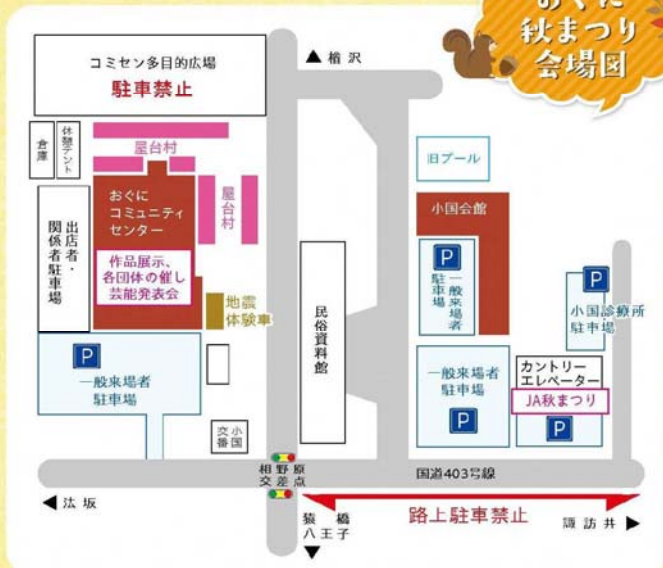 おぐに
秋まつり
会場図
コミセン多目的広場
駐車禁止
▲楢沢
倉庫
休憩テント
屋台村
屋台村
おぐに
コミュニティ
センター
作品展示、
各団体の催し
芸能発表会
出店者・
関係者駐車場
地震
体験車
P
一般来場者
駐車場
小国
交番
民俗資料館
旧プール
小国会館
P
一般来場者
駐車場
P
小国診療所
駐車場
一般来場者
駐車場
P
カントリー
エレベーター
JA秋まつり
P
相野原
交差点
国道403号線
◀法坂
猿橋
八王子
▼
路上駐車禁止
諏訪井▶